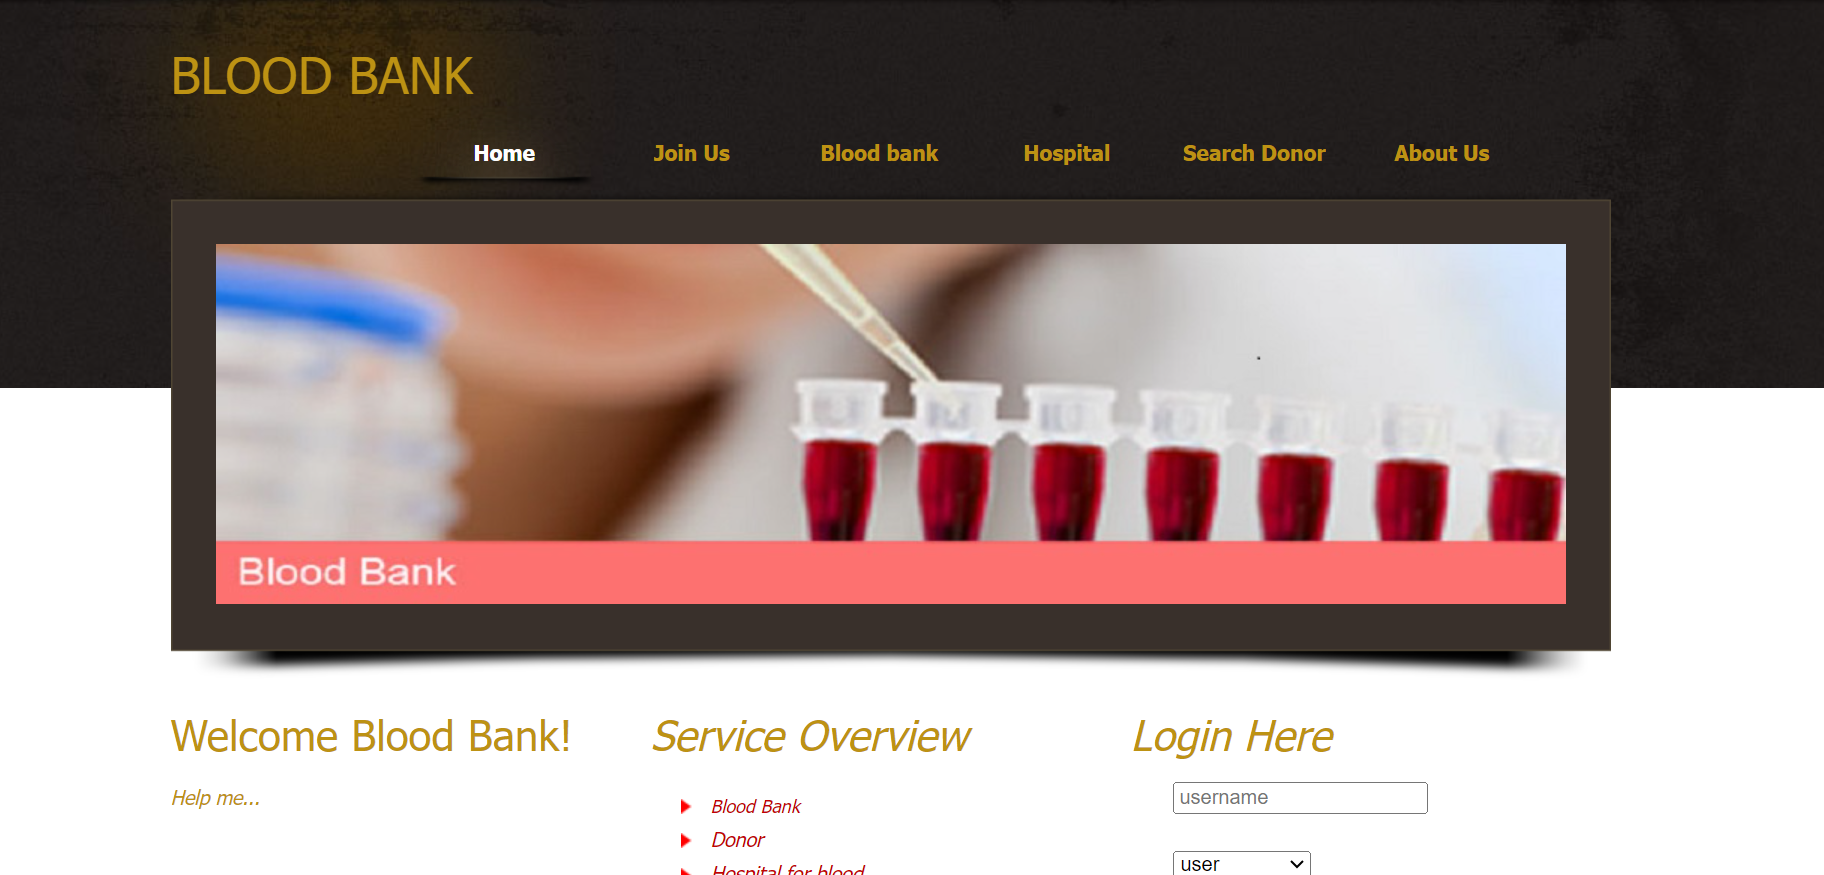 BLOOD BANK
Home Join Us Blood bank Hospital Search Donor About Us
Blood Bank
Welcome Blood Bank!
Help me...
Service Overview
Blood Bank
Donor
Hospital for blood
Login Here
username
user